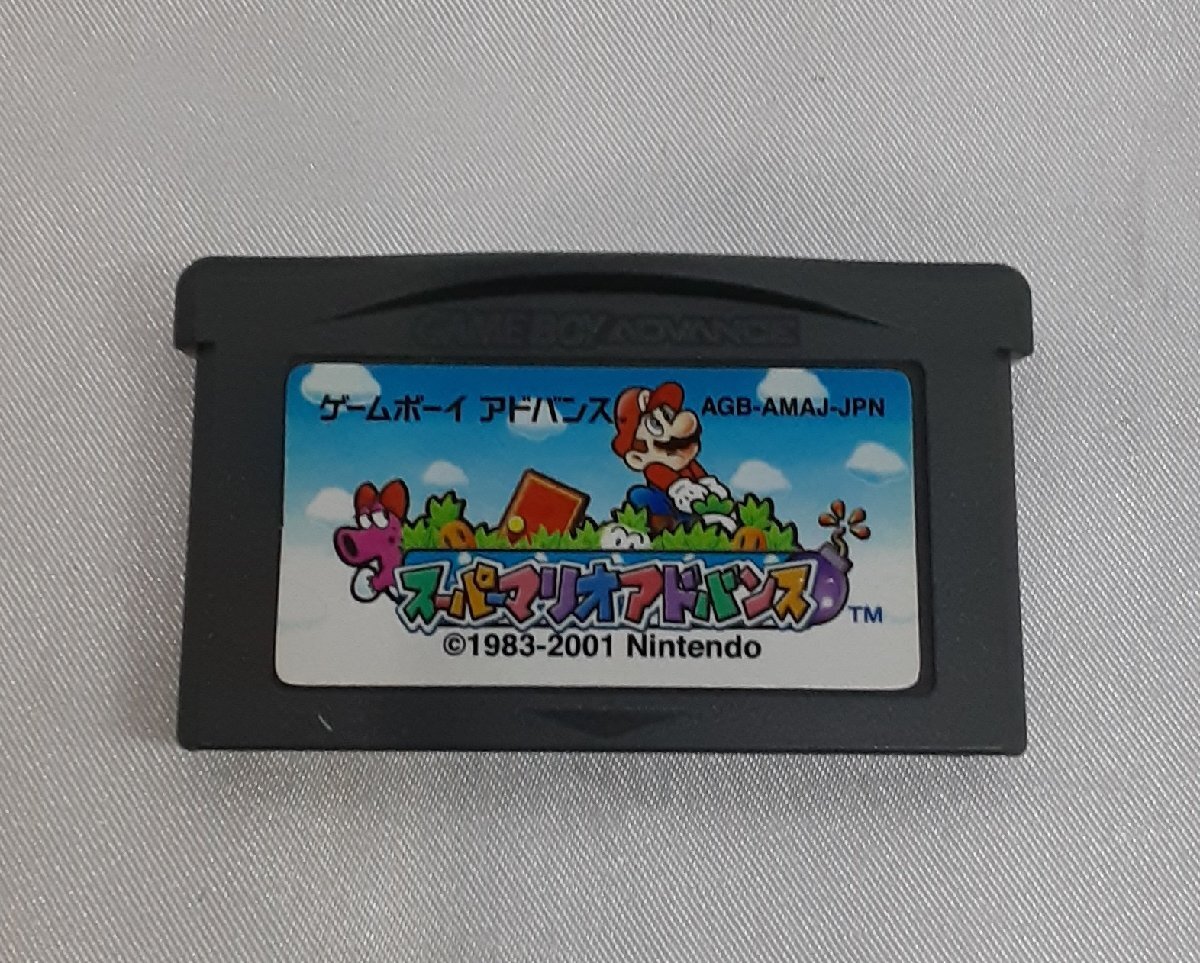 GAME BOY ADVANCE
ゲームボーイ アドバンス AGB-AMAJ-JPN
スーパーマリオアドバンス TM
©1983-2001 Nintendo